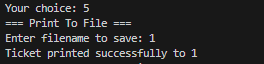 Your choice: 5
=== Print To File ===
Enter filename to save: 1
Ticket printed successfully to 1